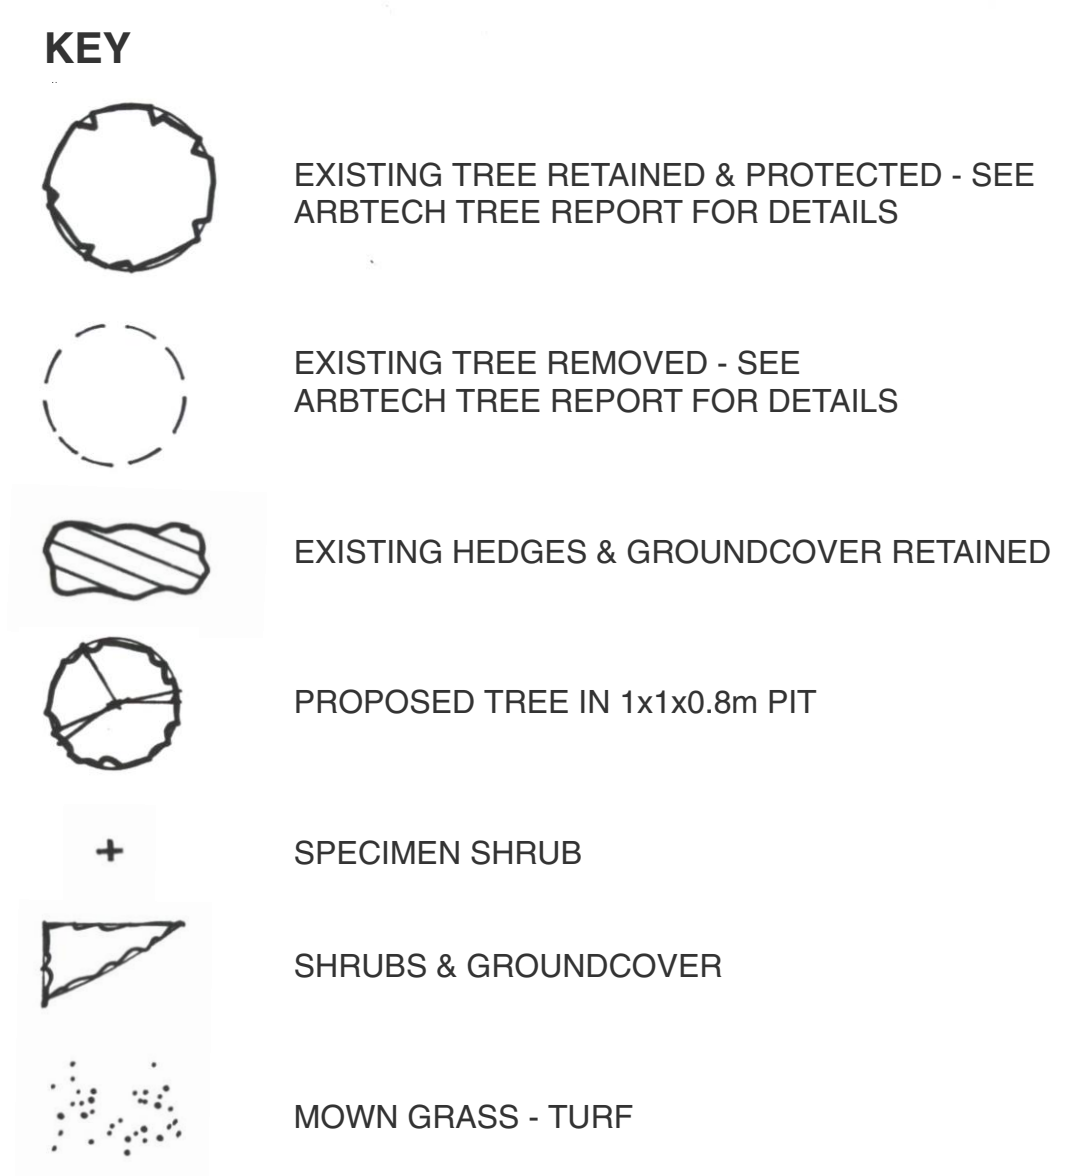 KEY
EXISTING TREE RETAINED & PROTECTED - SEE
ARBTECH TREE REPORT FOR DETAILS
EXISTING TREE REMOVED - SEE
ARBTECH TREE REPORT FOR DETAILS
EXISTING HEDGES & GROUNDCOVER RETAINED
PROPOSED TREE IN 1x1x0.8m PIT
SPECIMEN SHRUB
SHRUBS & GROUNDCOVER
MOWN GRASS - TURF